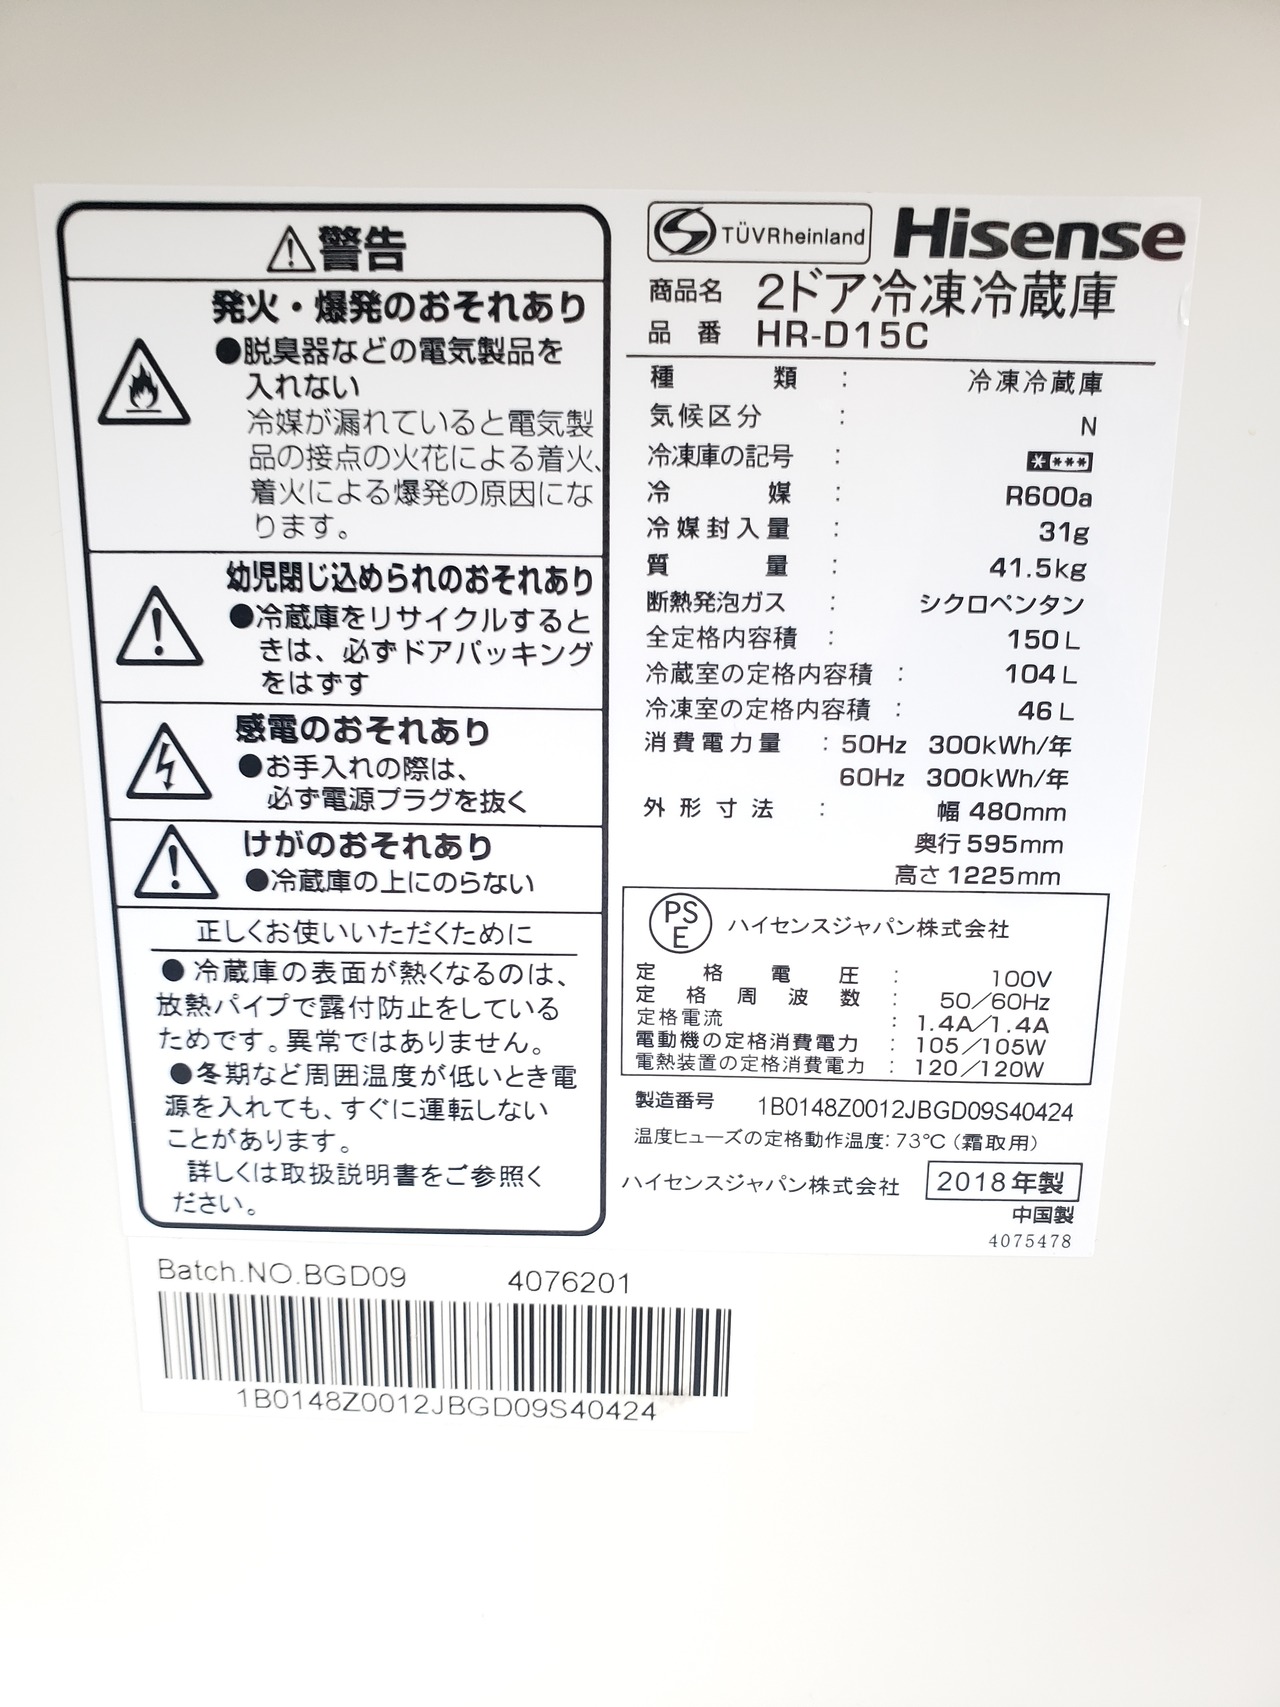 警告
発火・爆発のおそれあり
●脱臭器などの電気製品を
入れない
冷媒が漏れていると電気製
品の接点の火花による着火、
着火による爆発の原因にな
ります。
幼児閉じ込められのおそれあり
●冷蔵庫をリサイクルすると
きは、必ずドアパッキング
をはずす
感電のおそれあり
●お手入れの際は、
必ず電源プラグを抜く
けがのおそれあり
●冷蔵庫の上にのらない
正しくお使いいただくために
●冷蔵庫の表面が熱くなるのは、
放熱パイプで露付防止をしている
ためです。異常ではありません。
●冬期など周囲温度が低いとき電
源を入れても、すぐに運転しない
ことがあります。
詳しくは取扱説明書をご参照く
ださい。
TÜVRheinland Hisense
商品名 2ドア冷凍冷蔵庫
品番 HR-D15C
種類 : 冷凍冷蔵庫
気候区分 : N
冷凍庫の記号 : ****
冷媒 : R600a
冷媒封入量 : 31g
質量 : 41.5kg
断熱発泡ガス : シクロペンタン
全定格内容積 : 150L
冷蔵室の定格内容積 : 104L
冷凍室の定格内容積 : 46L
消費電力量 : 50Hz 300kWh/年
60Hz 300kWh/年
外形寸法 : 幅 480mm
奥行 595mm
高さ 1225mm
PSE ハイセンスジャパン株式会社
定格電圧 : 100V
定格周波数 : 50/60Hz
定格電流 : 1.4A/1.4A
電動機の定格消費電力 : 105/105W
電熱装置の定格消費電力 : 120/120W
製造番号 1B0148Z0012JBGD09S40424
温度ヒューズの定格動作温度:73℃(霜取用)
ハイセンスジャパン株式会社 2018年製
中国製
4075478
Batch.NO.BGD09 4076201
1B0148Z0012JBGD09S40424